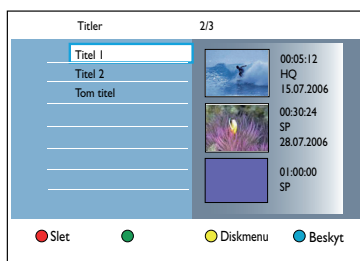 Titler 2/3
Titel 1
Titel 2
Tom titel
00:05:12
HQ
15.07.2006
00:30:24
SP
28.07.2006
01:00:00
SP
Slet Diskmenu Beskyt